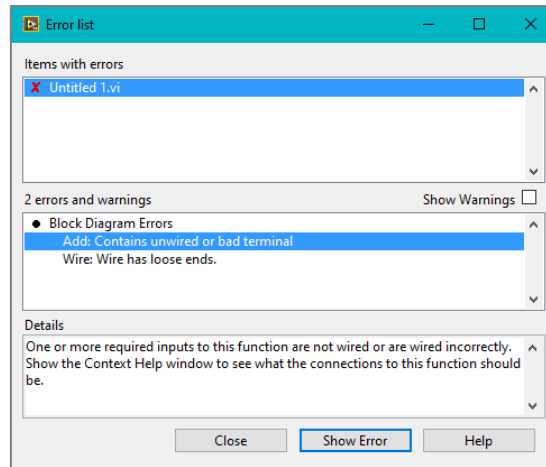 Error list
Items with errors
Untitled 1.vi
2 errors and warnings
Show Warnings
Block Diagram Errors
Add: Contains unwired or bad terminal
Wire: Wire has loose ends.
Details
One or more required inputs to this function are not wired or are wired incorrectly.
Show the Context Help window to see what the connections to this function should
be.
Close
Show Error
Help